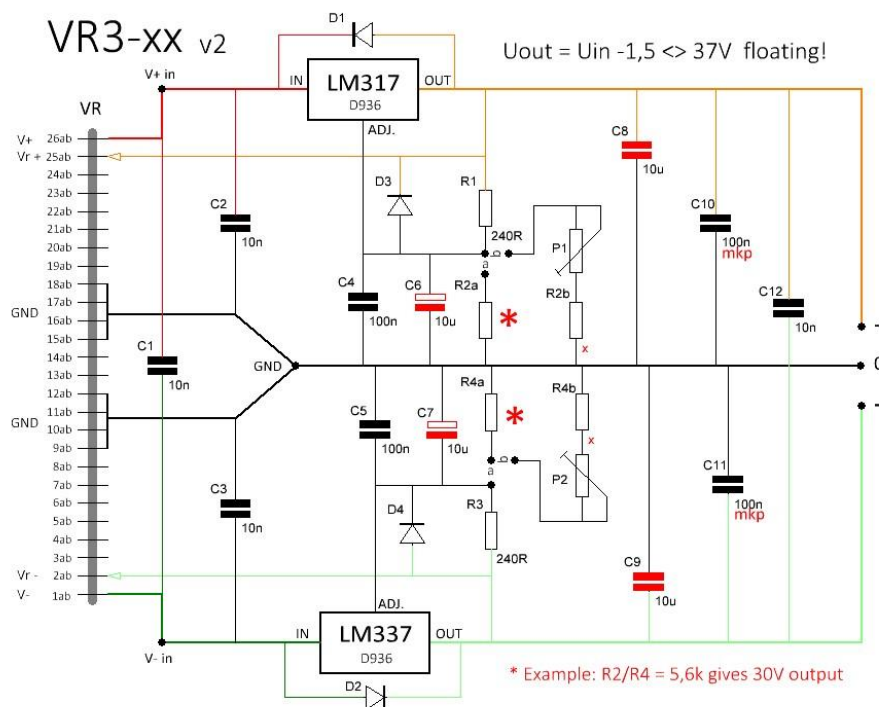 VR3-xx v2
Uout = Uin -1,5 <> 37V floating!
D1
V+ in
IN
LM317
D936
OUT
ADJ.
VR
V+
Vr +
26ab
25ab
24ab
23ab
22ab
21ab
20ab
19ab
18ab
17ab
16ab
15ab
14ab
13ab
12ab
11ab
10ab
9ab
8ab
7ab
6ab
5ab
4ab
3ab
2ab
1ab
GND
GND
Vr -
V-
C2
10n
C1
10n
C3
10n
GND
D3
R1
240R
C4
100n
C6
10u
a
b
R2a
*
P1
R2b
x
C8
10u
C10
100n
mkp
C12
10n
0
C5
100n
C7
10u
R4a
*
R4b
x
a
b
P2
D4
R3
240R
C9
10u
C11
100n
mkp
V- in
IN
ADJ.
LM337
D936
OUT
D2
* Example: R2/R4 = 5,6k gives 30V output